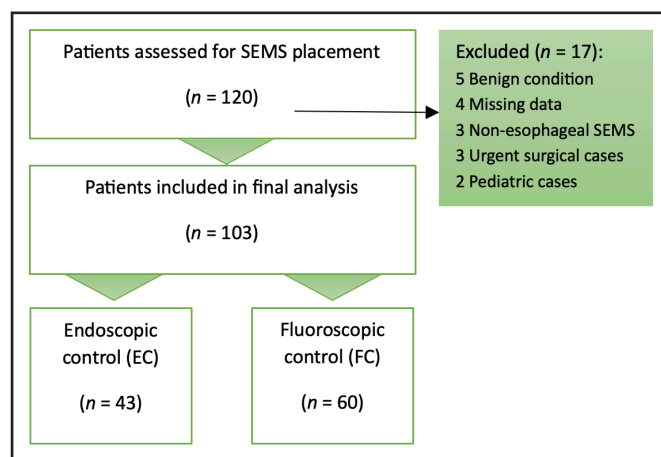 Patients assessed for SEMS placement
(n = 120)
Excluded (n = 17):
5 Benign condition
4 Missing data
3 Non-esophageal SEMS
3 Urgent surgical cases
2 Pediatric cases
Patients included in final analysis
(n = 103)
Endoscopic
control (EC)
(n = 43)
Fluoroscopic
control (FC)
(n = 60)